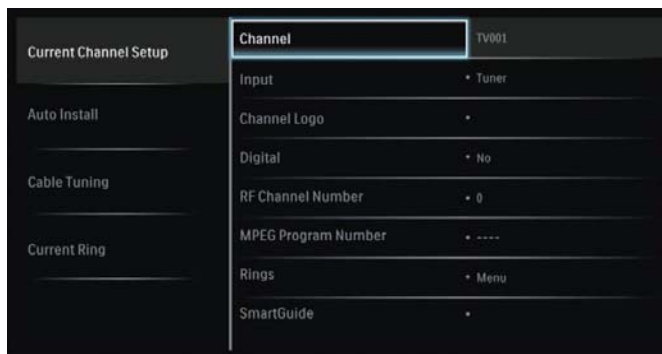 Current Channel Setup
Auto Install
Cable Tuning
Current Ring
Channel TV001
Input • Tuner
Channel Logo •
Digital • No
RF Channel Number • 0
MPEG Program Number • ----
Rings • Menu
SmartGuide •